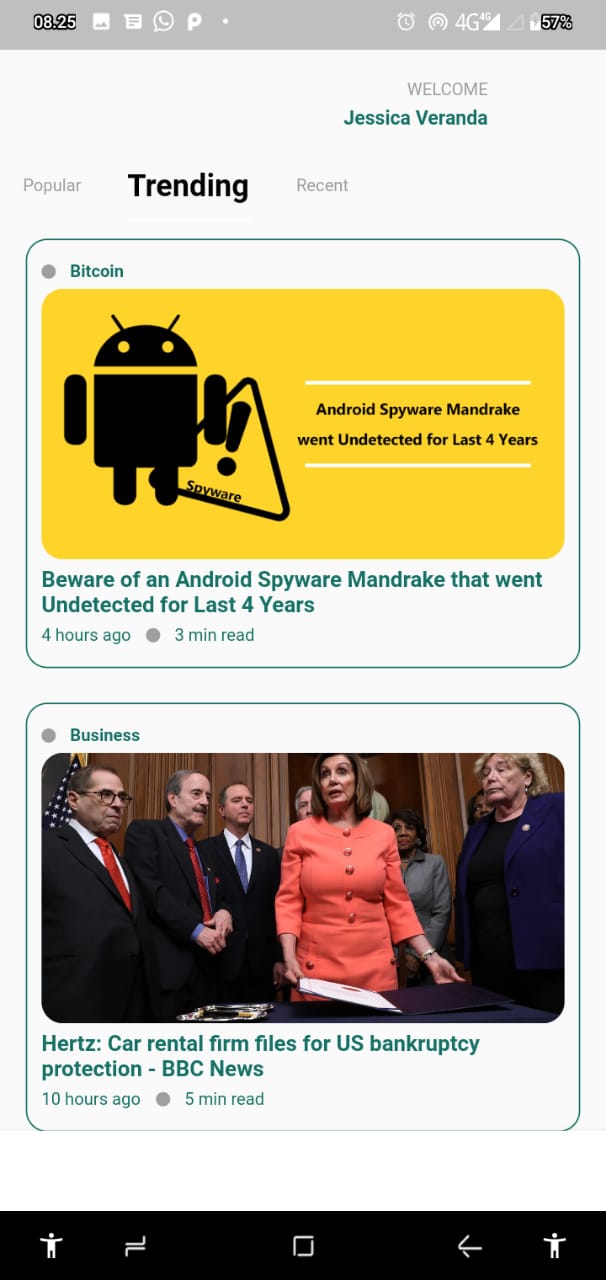 08.25
4G 4G 57%
WELCOME
Jessica Veranda
Popular Trending Recent
Bitcoin
Android Spyware Mandrake
went Undetected for Last 4 Years
Spyware
Beware of an Android Spyware Mandrake that went
Undetected for Last 4 Years
4 hours ago 3 min read
Business
Hertz: Car rental firm files for US bankruptcy
protection - BBC News
10 hours ago 5 min read